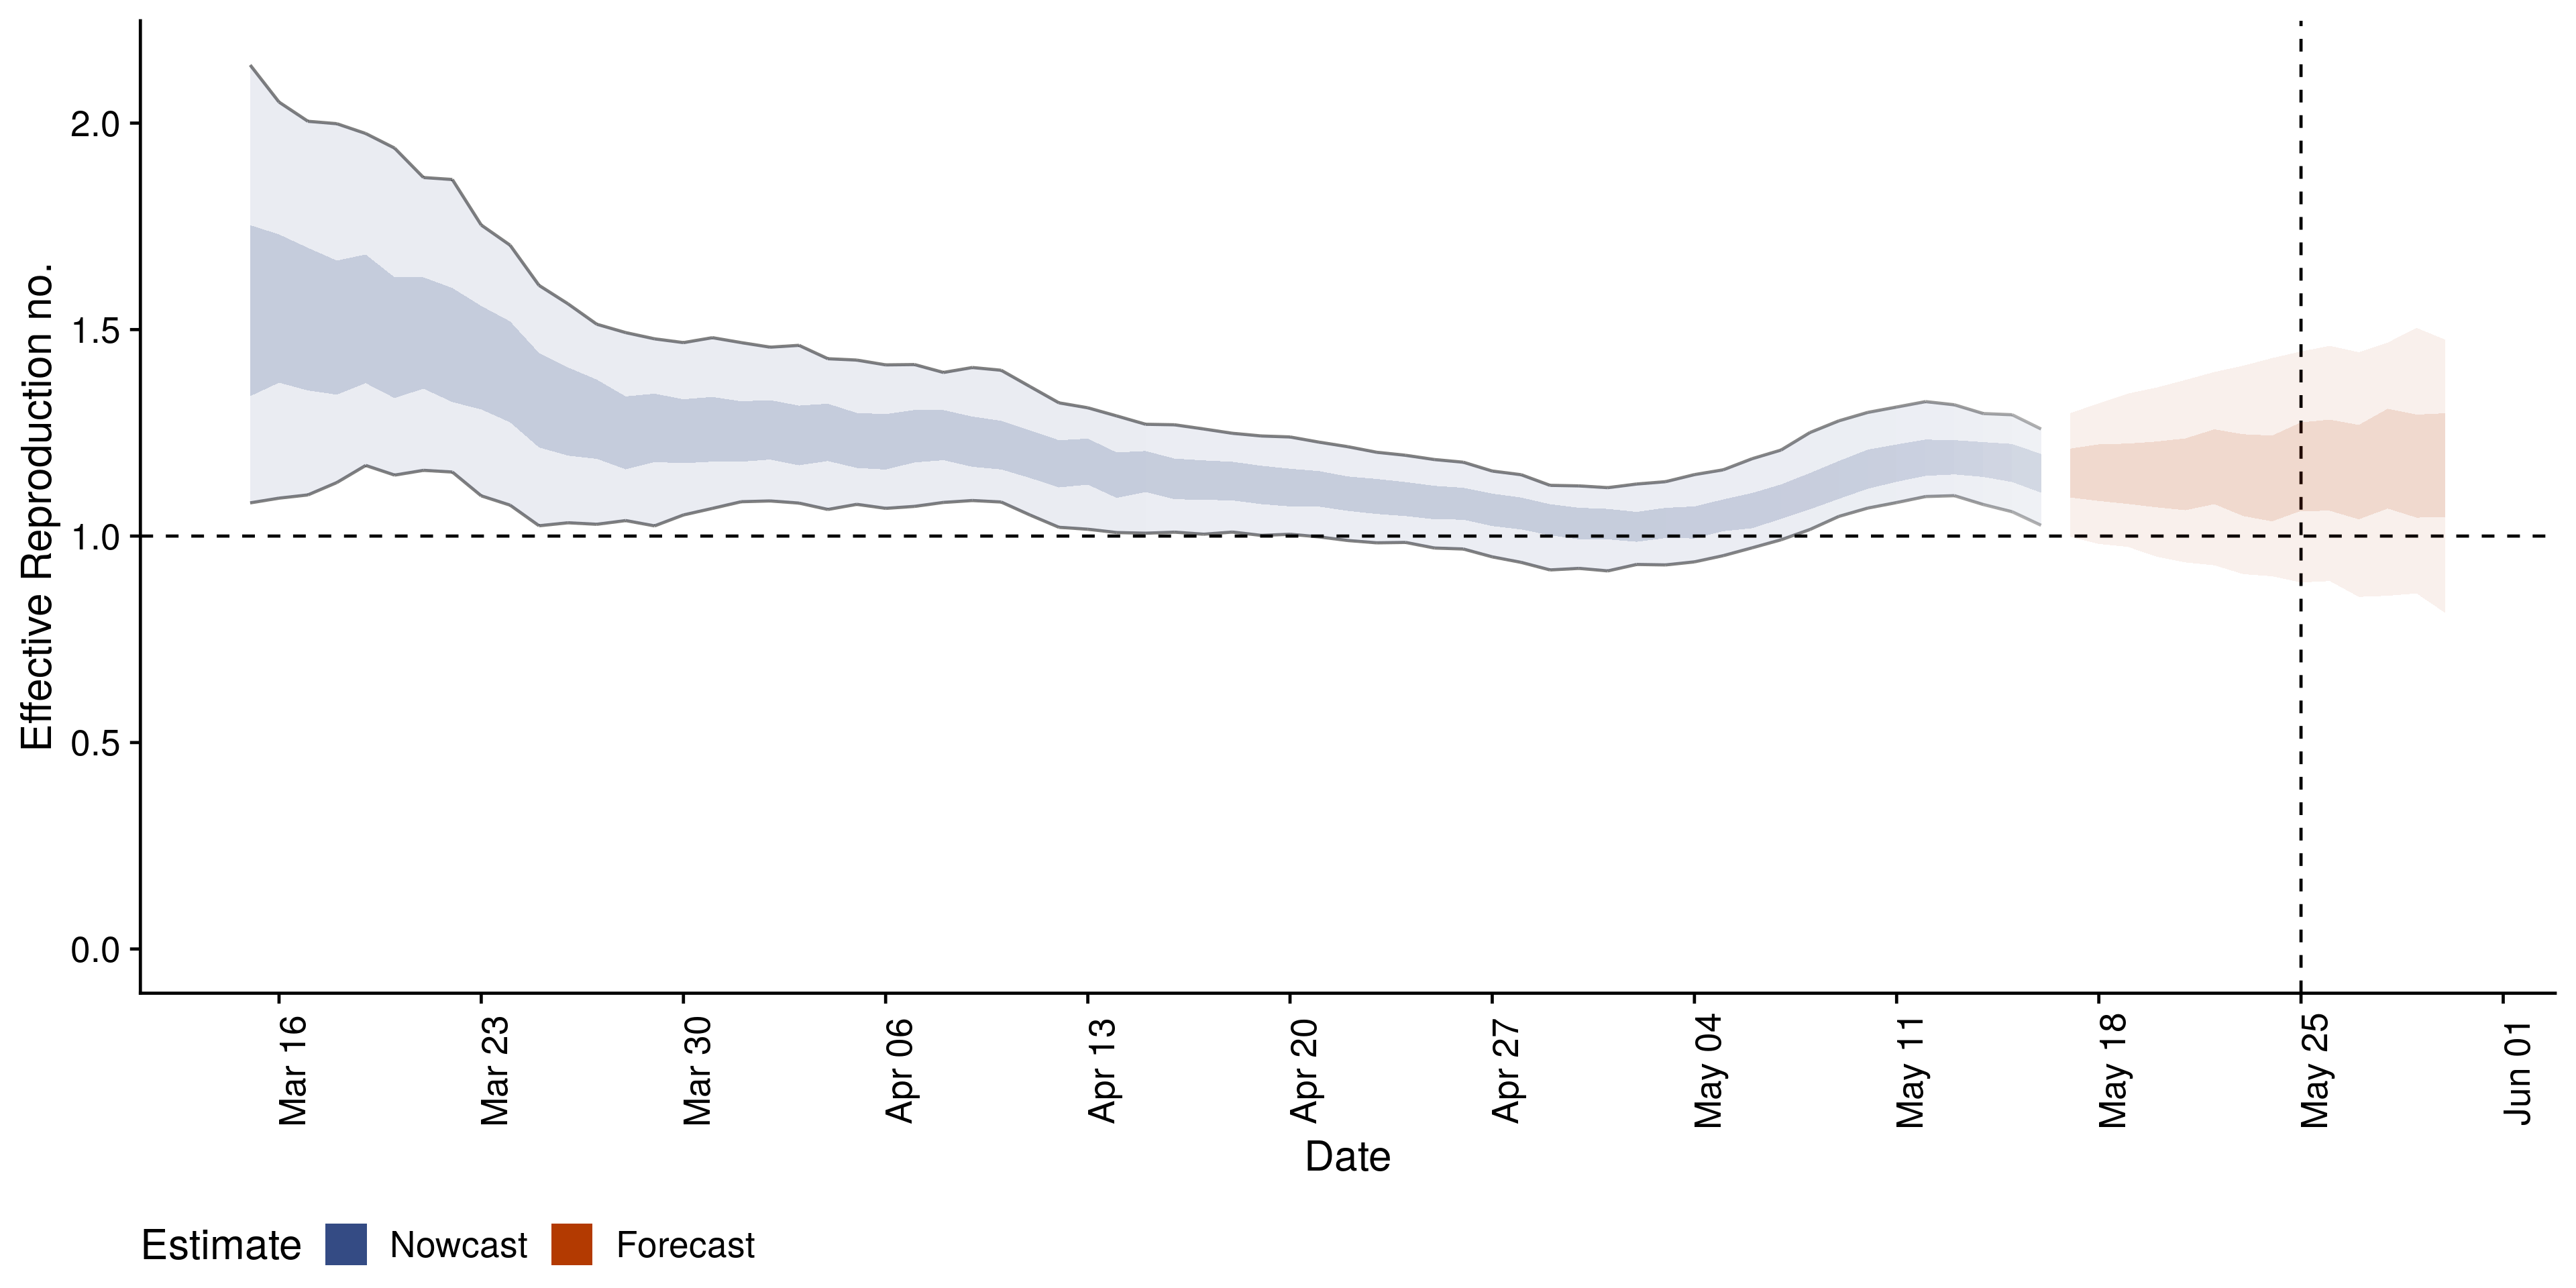 Effective Reproduction no.
2.0
1.5
1.0
0.5
0.0
Mar 16
Mar 23
Mar 30
Apr 06
Apr 13
Apr 20
Apr 27
May 04
May 11
May 18
May 25
Jun 01
Date
Estimate Nowcast Forecast